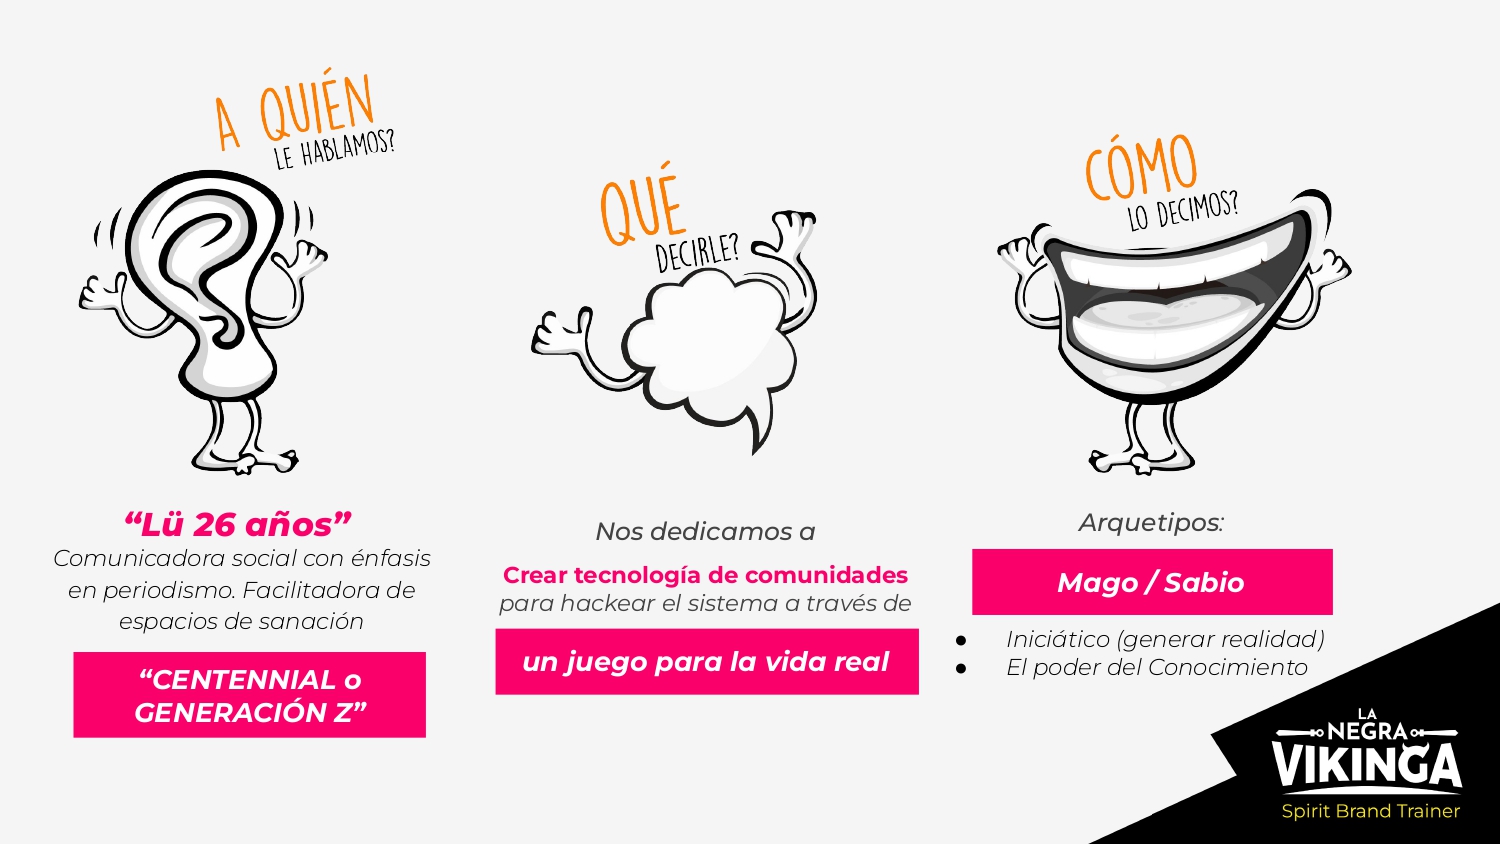 A QUIÉN
LE HABLAMOS?
“Lü 26 años”
Comunicadora social con énfasis
en periodismo. Facilitadora de
espacios de sanación
“CENTENNIAL o
GENERACIÓN Z”
QUÉ
DECIRLE?
Nos dedicamos a
Crear tecnología de comunidades
para hackear el sistema a través de
un juego para la vida real
CÓMO
LO DECIMOS?
Arquetipos:
Mago / Sabio
● Iniciático (generar realidad)
● El poder del Conocimiento
LA
NEGRA
VIKINGA
Spirit Brand Trainer